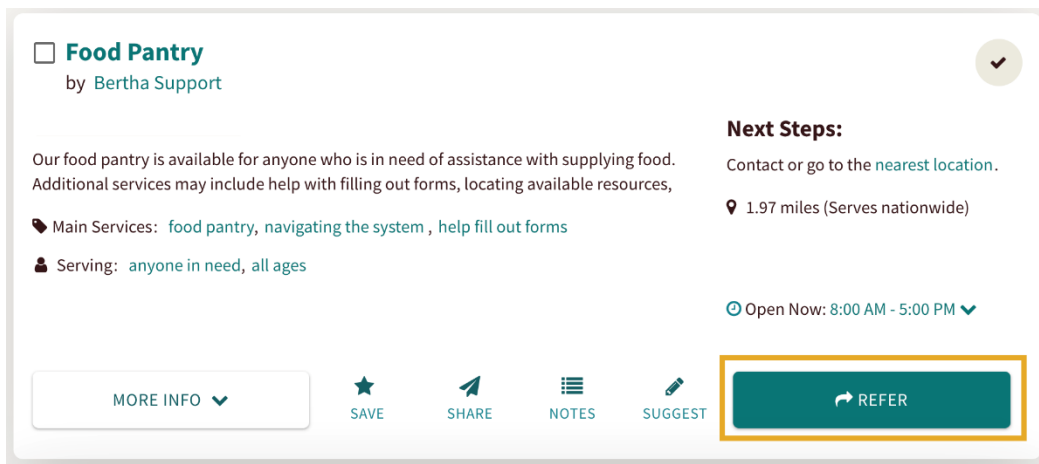 Food Pantry
by Bertha Support
Our food pantry is available for anyone who is in need of assistance with supplying food.
Additional services may include help with filling out forms, locating available resources,
Main Services: food pantry, navigating the system , help fill out forms
Serving: anyone in need, all ages
Next Steps:
Contact or go to the nearest location.
1.97 miles (Serves nationwide)
Open Now: 8:00 AM - 5:00 PM
MORE INFO
SAVE
SHARE
NOTES
SUGGEST
REFER